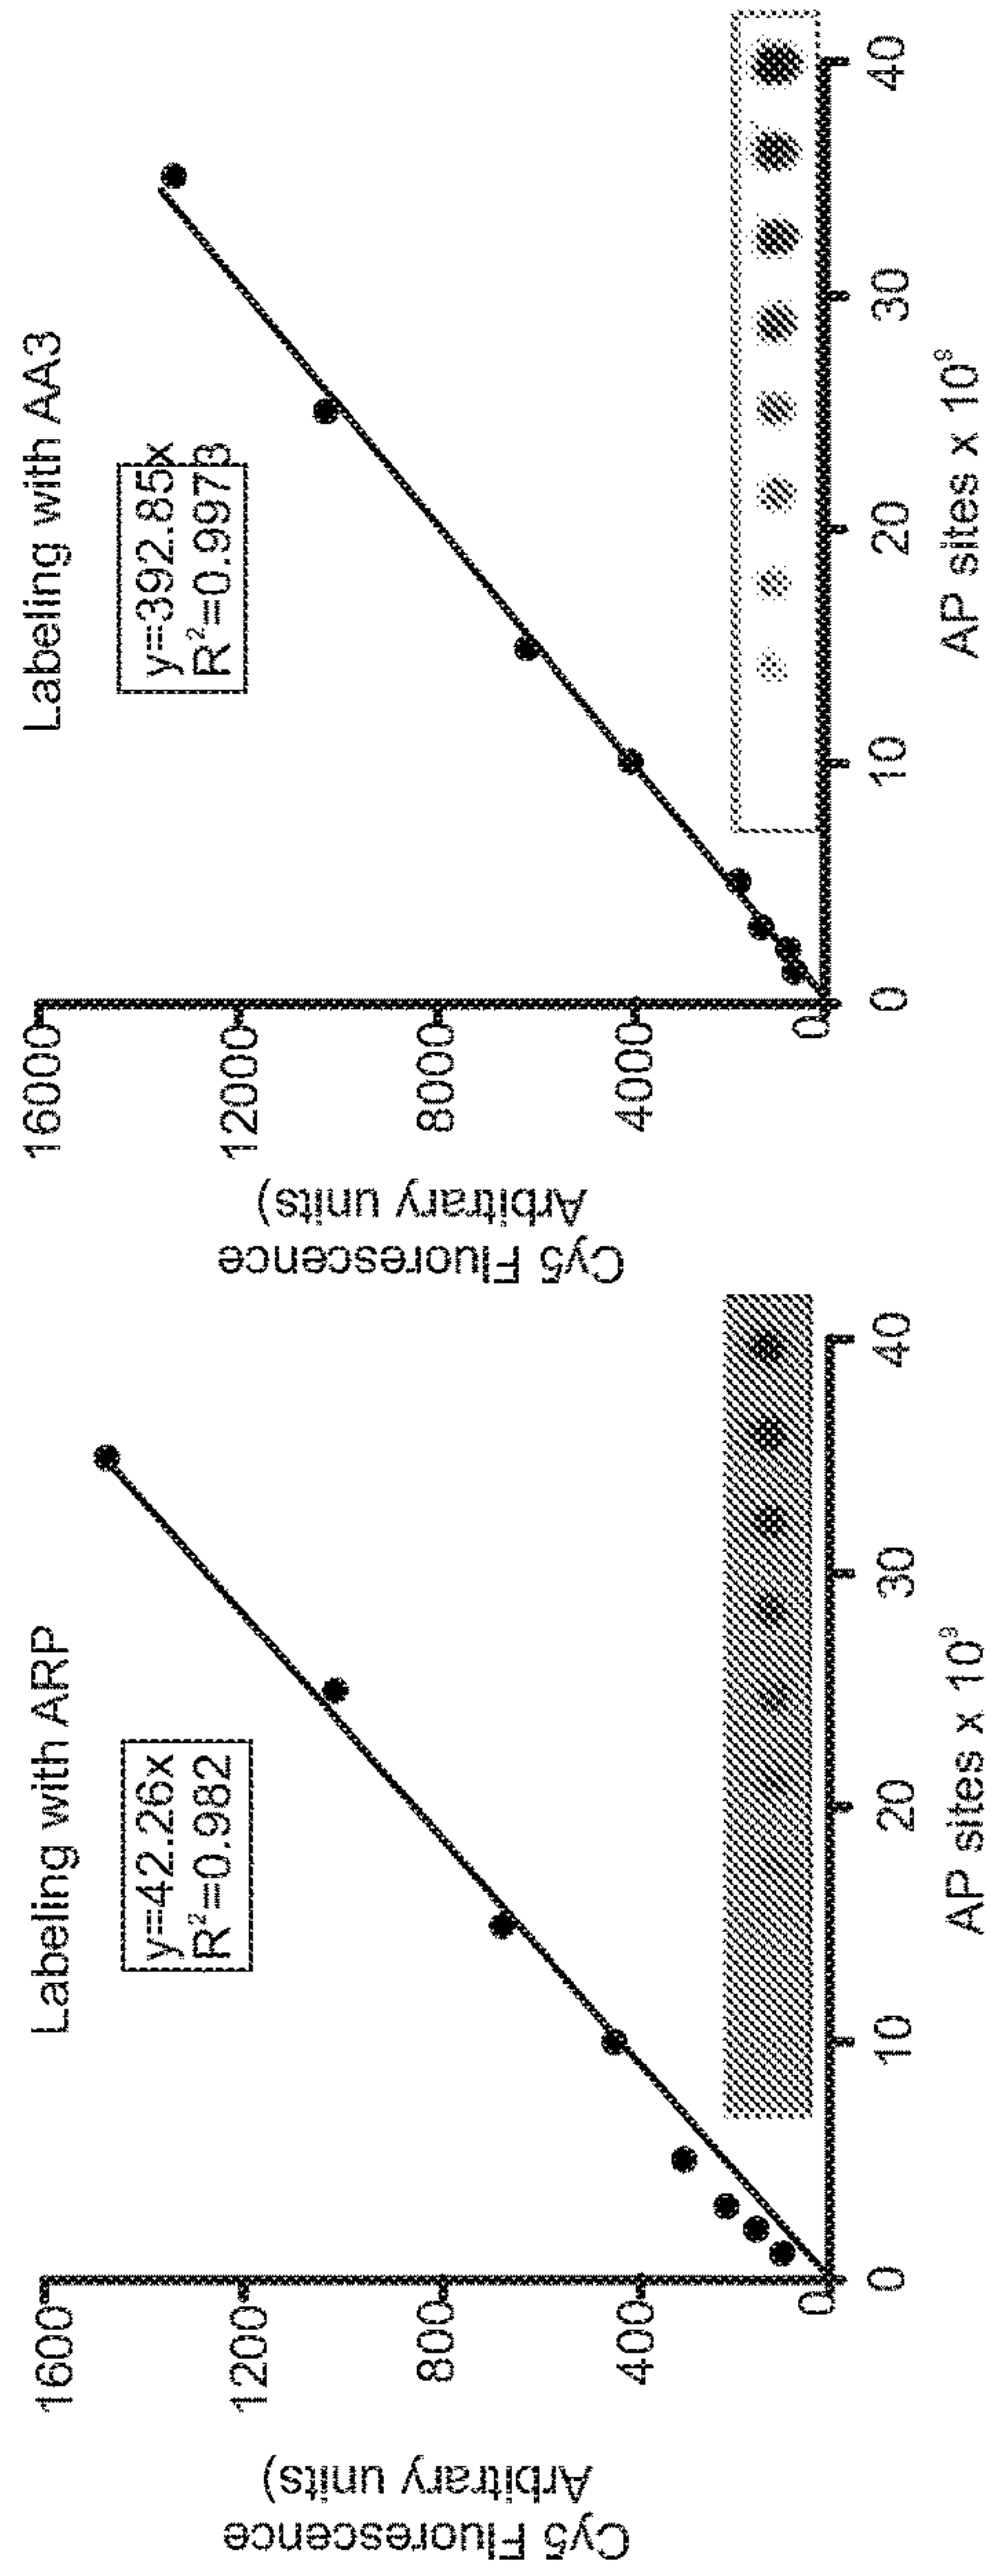 Labeling with ARP
y=42.26x
R²=0.982
Cy5 Fluorescence
Arbitrary units)
1600
1200
800
400
0
0
10
20
30
40
AP sites x 10⁹
Labeling with AA3
y=392.85x
R²=0.9973
Cy5 Fluorescence
Arbitrary units)
16000
12000
8000
4000
0
0
10
20
30
40
AP sites x 10⁹